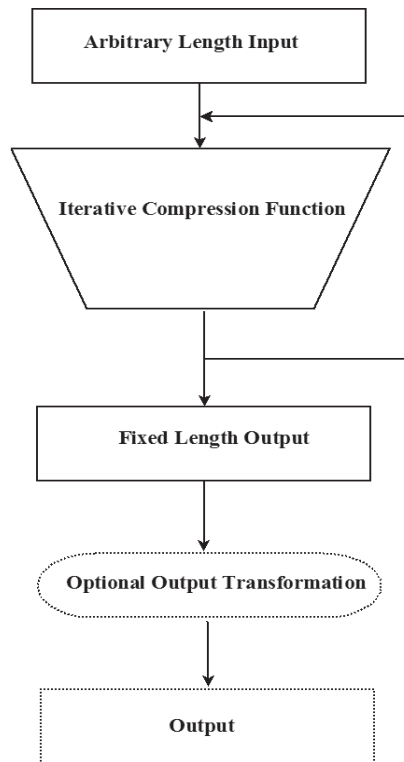 Arbitrary Length Input
Iterative Compression Function
Fixed Length Output
Optional Output Transformation
Output